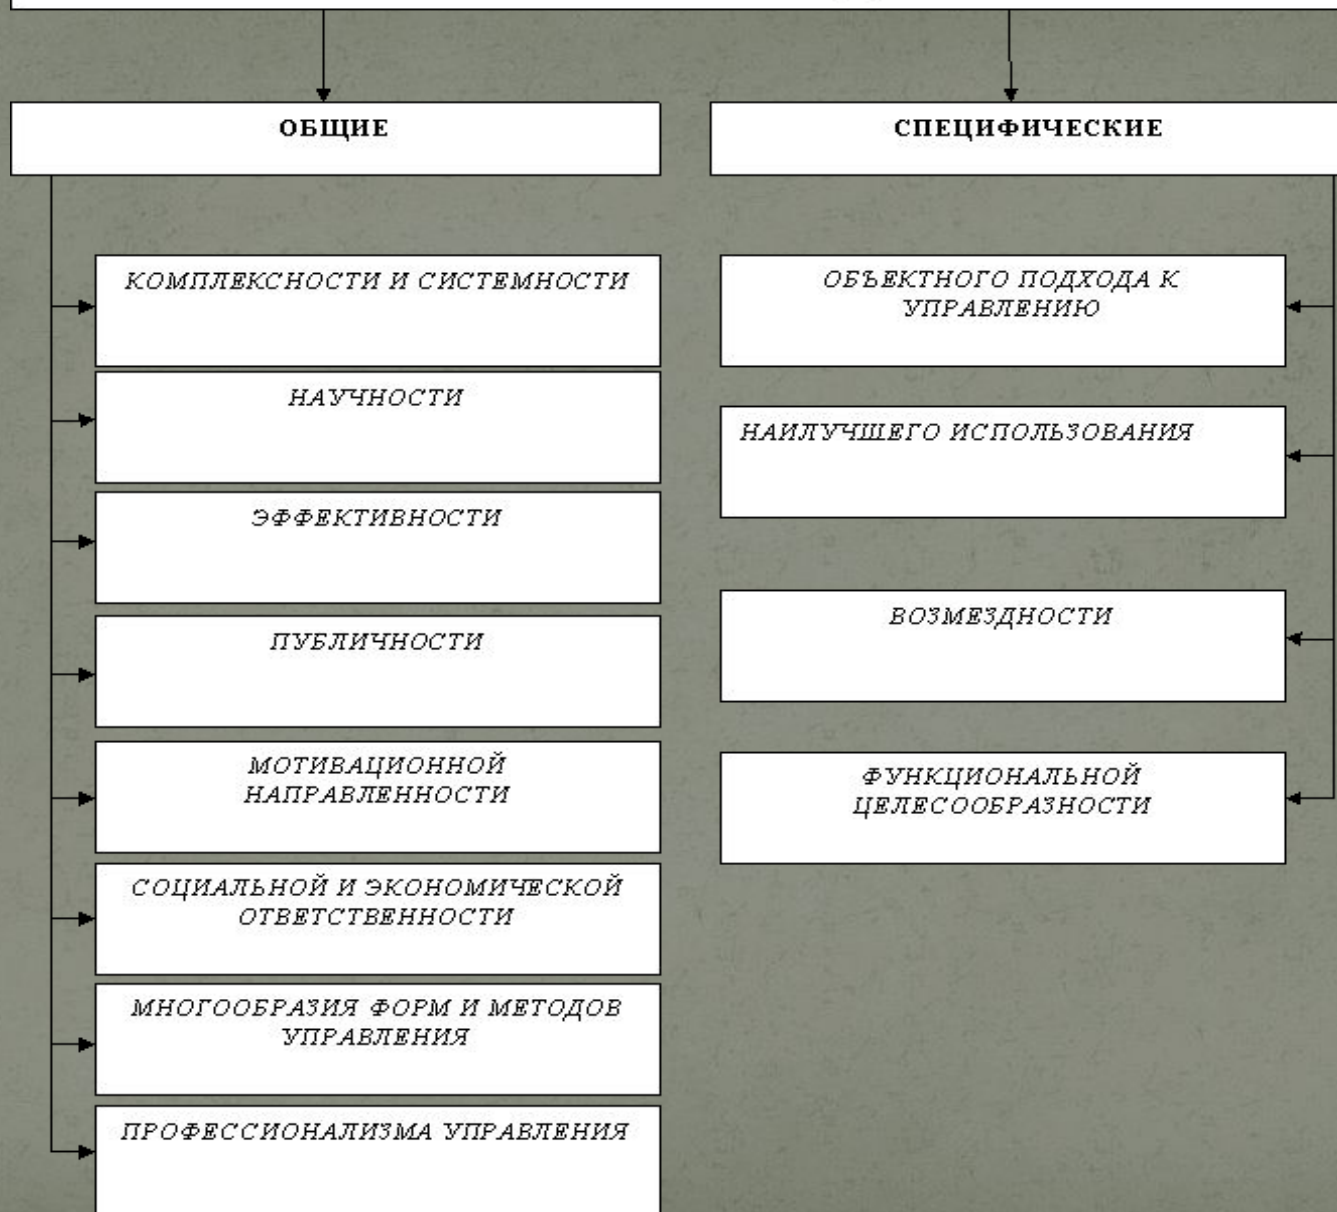 ОБЩИЕ
КОМПЛЕКСНОСТИ И СИСТЕМНОСТИ
НАУЧНОСТИ
ЭФФЕКТИВНОСТИ
ПУБЛИЧНОСТИ
МОТИВАЦИОННОЙ
НАПРАВЛЕННОСТИ
СОЦИАЛЬНОЙ И ЭКОНОМИЧЕСКОЙ
ОТВЕТСТВЕННОСТИ
МНОГООБРАЗИЯ ФОРМ И МЕТОДОВ
УПРАВЛЕНИЯ
ПРОФЕССИОНАЛИЗМА УПРАВЛЕНИЯ
СПЕЦИФИЧЕСКИЕ
ОБЪЕКТНОГО ПОДХОДА К
УПРАВЛЕНИЮ
НАИЛУЧШЕГО ИСПОЛЬЗОВАНИЯ
ВОЗМЕЗДНОСТИ
ФУНКЦИОНАЛЬНОЙ
ЦЕЛЕСООБРАЗНОСТИ